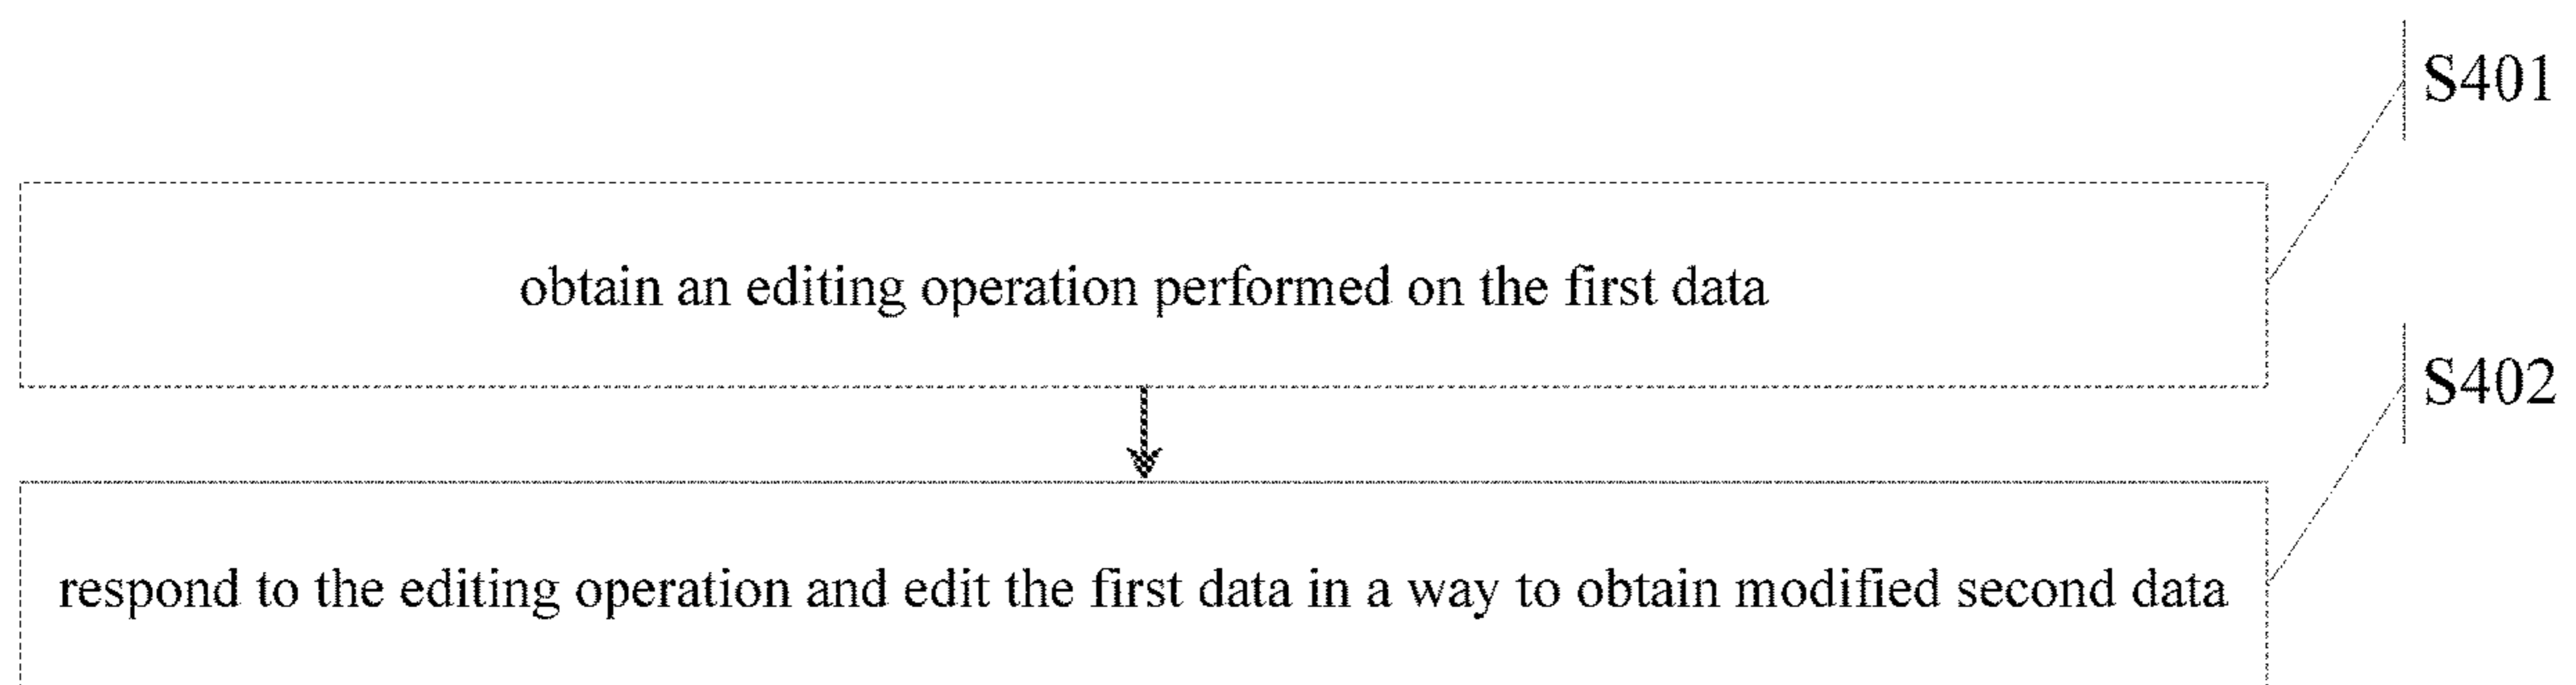 S401
obtain an editing operation performed on the first data
S402
respond to the editing operation and edit the first data in a way to obtain modified second data